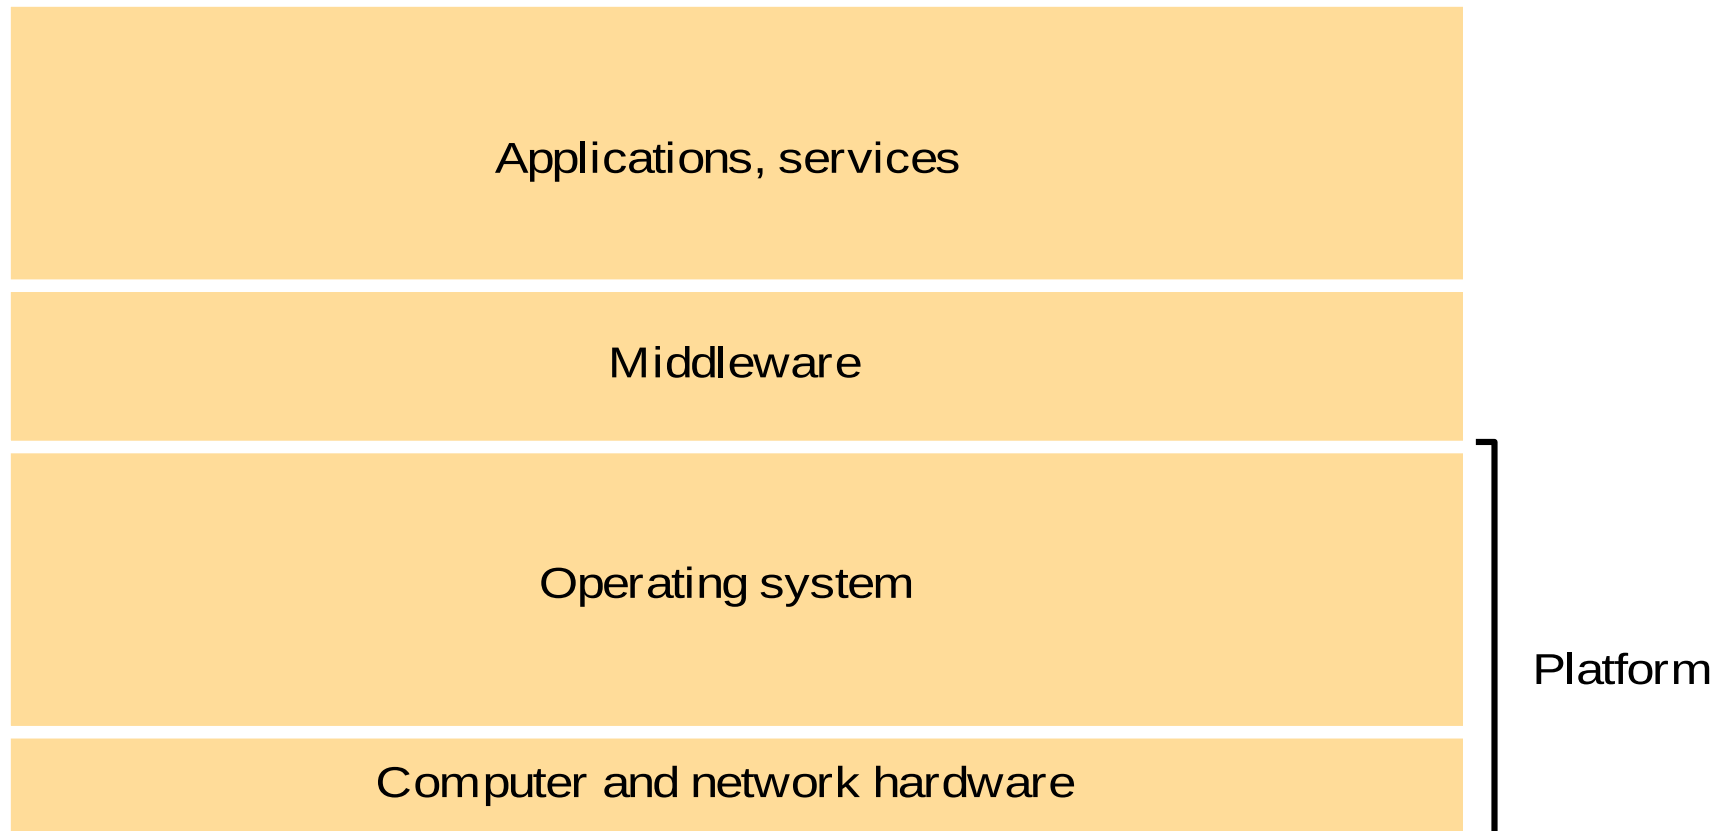 Applications, services
Middleware
Operating system
Platform
Computer and network hardware